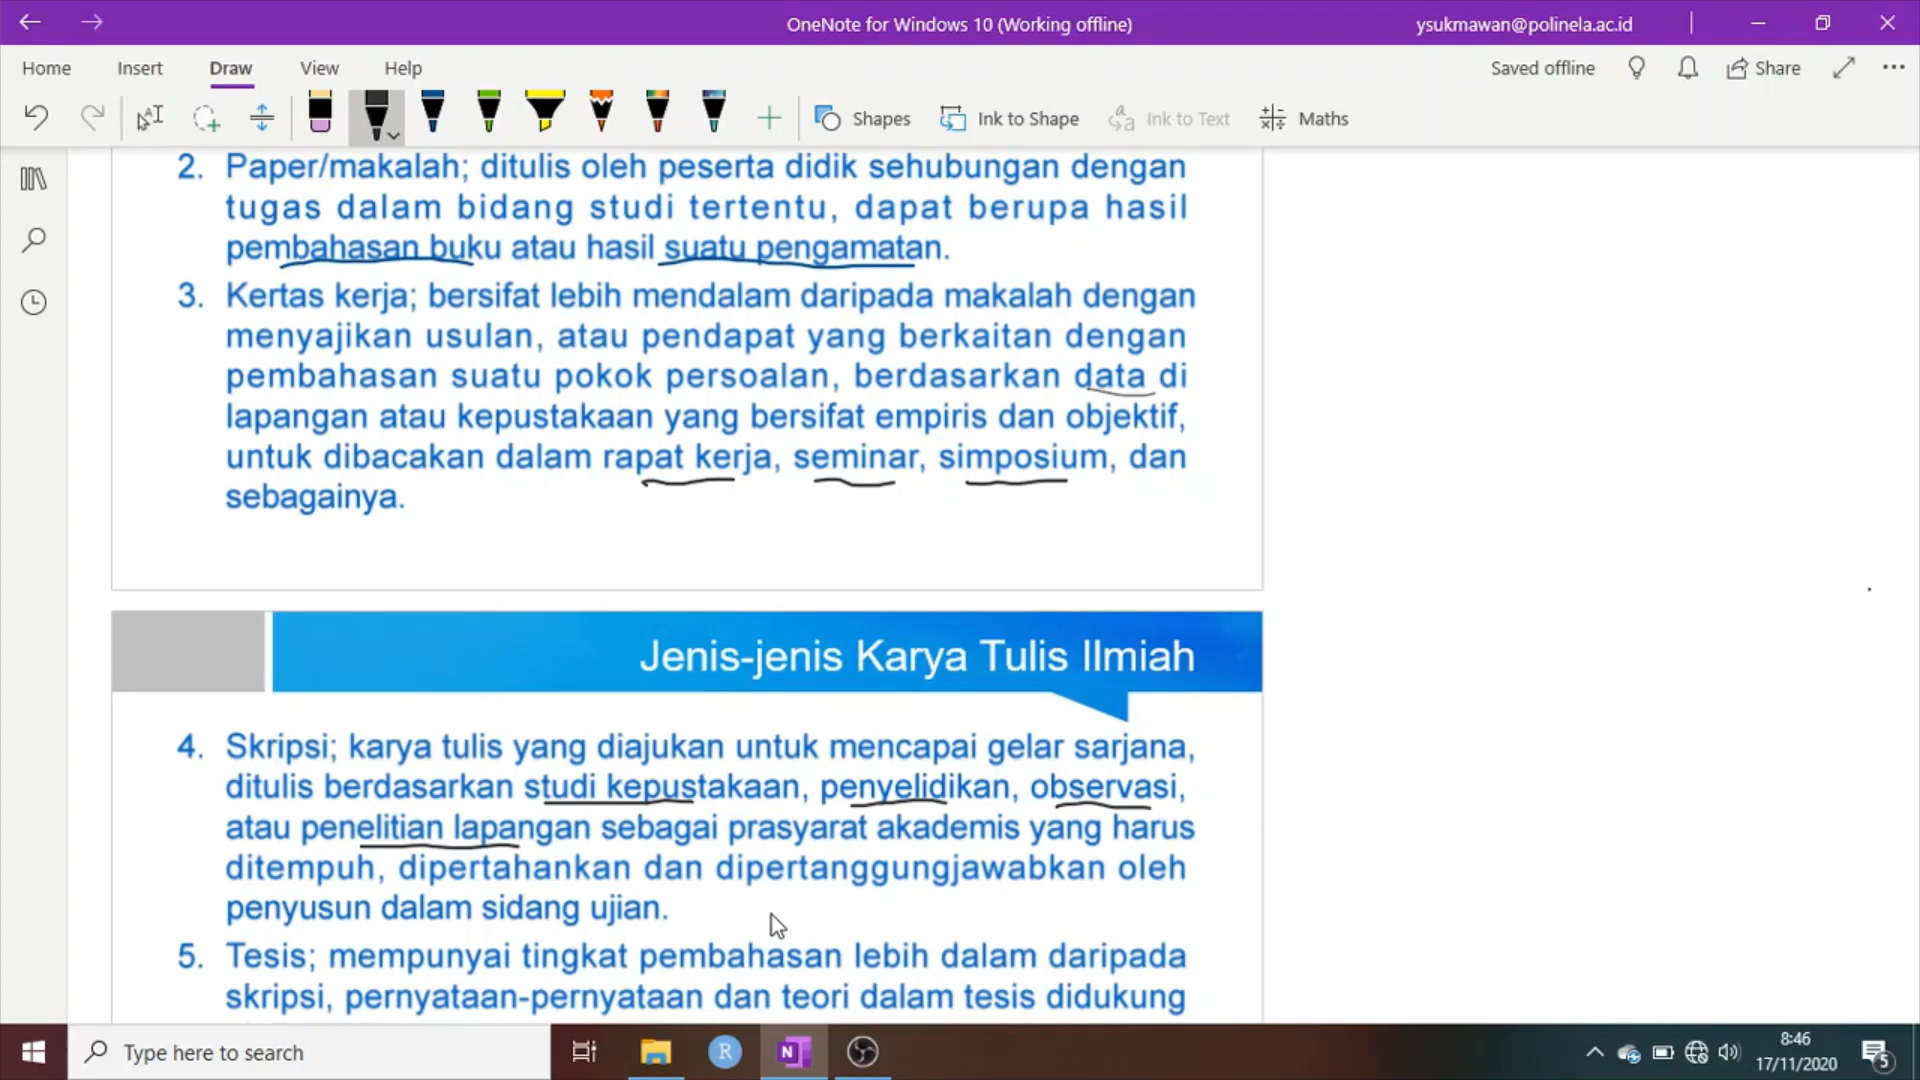 OneNote for Windows 10 (Working offline)
ysukmawan@polinela.ac.id
Home Insert Draw View Help
Saved offline
Share
Shapes
Ink to Shape
Ink to Text
Maths
2. Paper/makalah; ditulis oleh peserta didik sehubungan dengan
tugas dalam bidang studi tertentu, dapat berupa hasil
pembahasan buku atau hasil suatu pengamatan.
3. Kertas kerja; bersifat lebih mendalam daripada makalah dengan
menyajikan usulan, atau pendapat yang berkaitan dengan
pembahasan suatu pokok persoalan, berdasarkan data di
lapangan atau kepustakaan yang bersifat empiris dan objektif,
untuk dibacakan dalam rapat kerja, seminar, simposium, dan
sebagainya.
Jenis-jenis Karya Tulis Ilmiah
4. Skripsi; karya tulis yang diajukan untuk mencapai gelar sarjana,
ditulis berdasarkan studi kepustakaan, penyelidikan, observasi,
atau penelitian lapangan sebagai prasyarat akademis yang harus
ditempuh, dipertahankan dan dipertanggungjawabkan oleh
penyusun dalam sidang ujian.
5. Tesis; mempunyai tingkat pembahasan lebih dalam daripada
skripsi, pernyataan-pernyataan dan teori dalam tesis didukung
Type here to search
R
N
8:46
17/11/2020
5